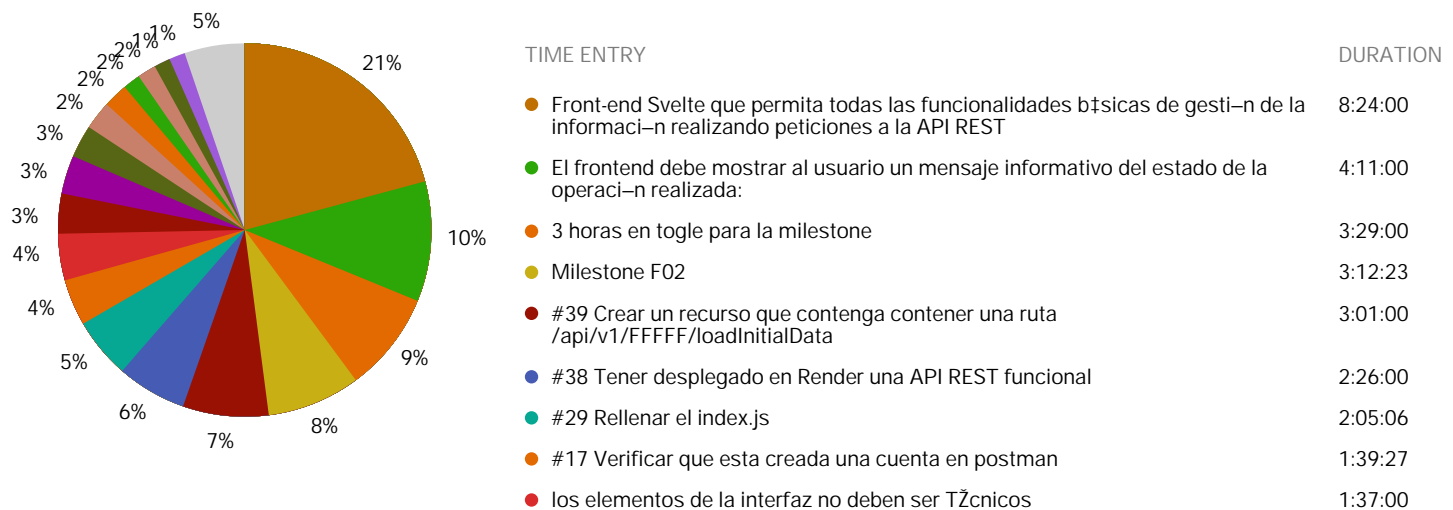 5%
1%
1%
2%
2%
2%
2%
3%
3%
3%
4%
4%
5%
6%
7%
8%
9%
10%
21%
TIME ENTRY DURATION
Front-end Svelte que permita todas las funcionalidades b‡sicas de gesti–n de la 8:24:00
informaci–n realizando peticiones a la API REST
El frontend debe mostrar al usuario un mensaje informativo del estado de la 4:11:00
operaci–n realizada:
3 horas en togle para la milestone 3:29:00
Milestone F02 3:12:23
#39 Crear un recurso que contenga contener una ruta 3:01:00
/api/v1/FFFFF/loadInitialData
#38 Tener desplegado en Render una API REST funcional 2:26:00
#29 Rellenar el index.js 2:05:06
#17 Verificar que esta creada una cuenta en postman 1:39:27
los elementos de la interfaz no deben ser TŽcnicos 1:37:00